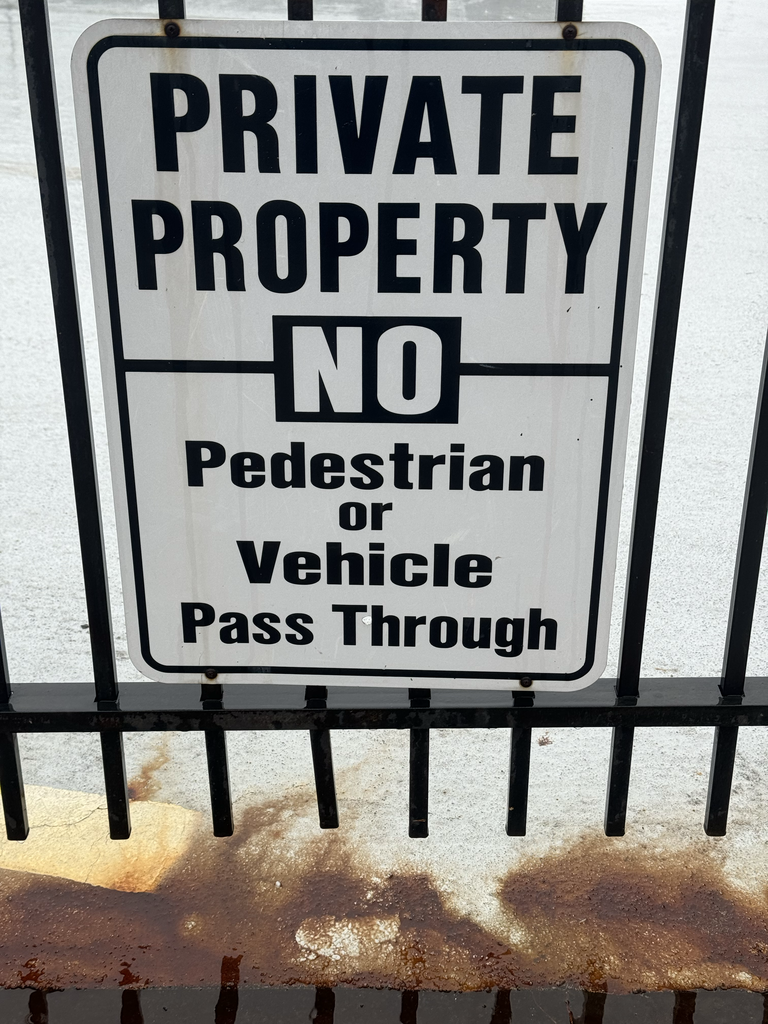 PRIVATE
PROPERTY
NO
Pedestrian
or
Vehicle
Pass Through